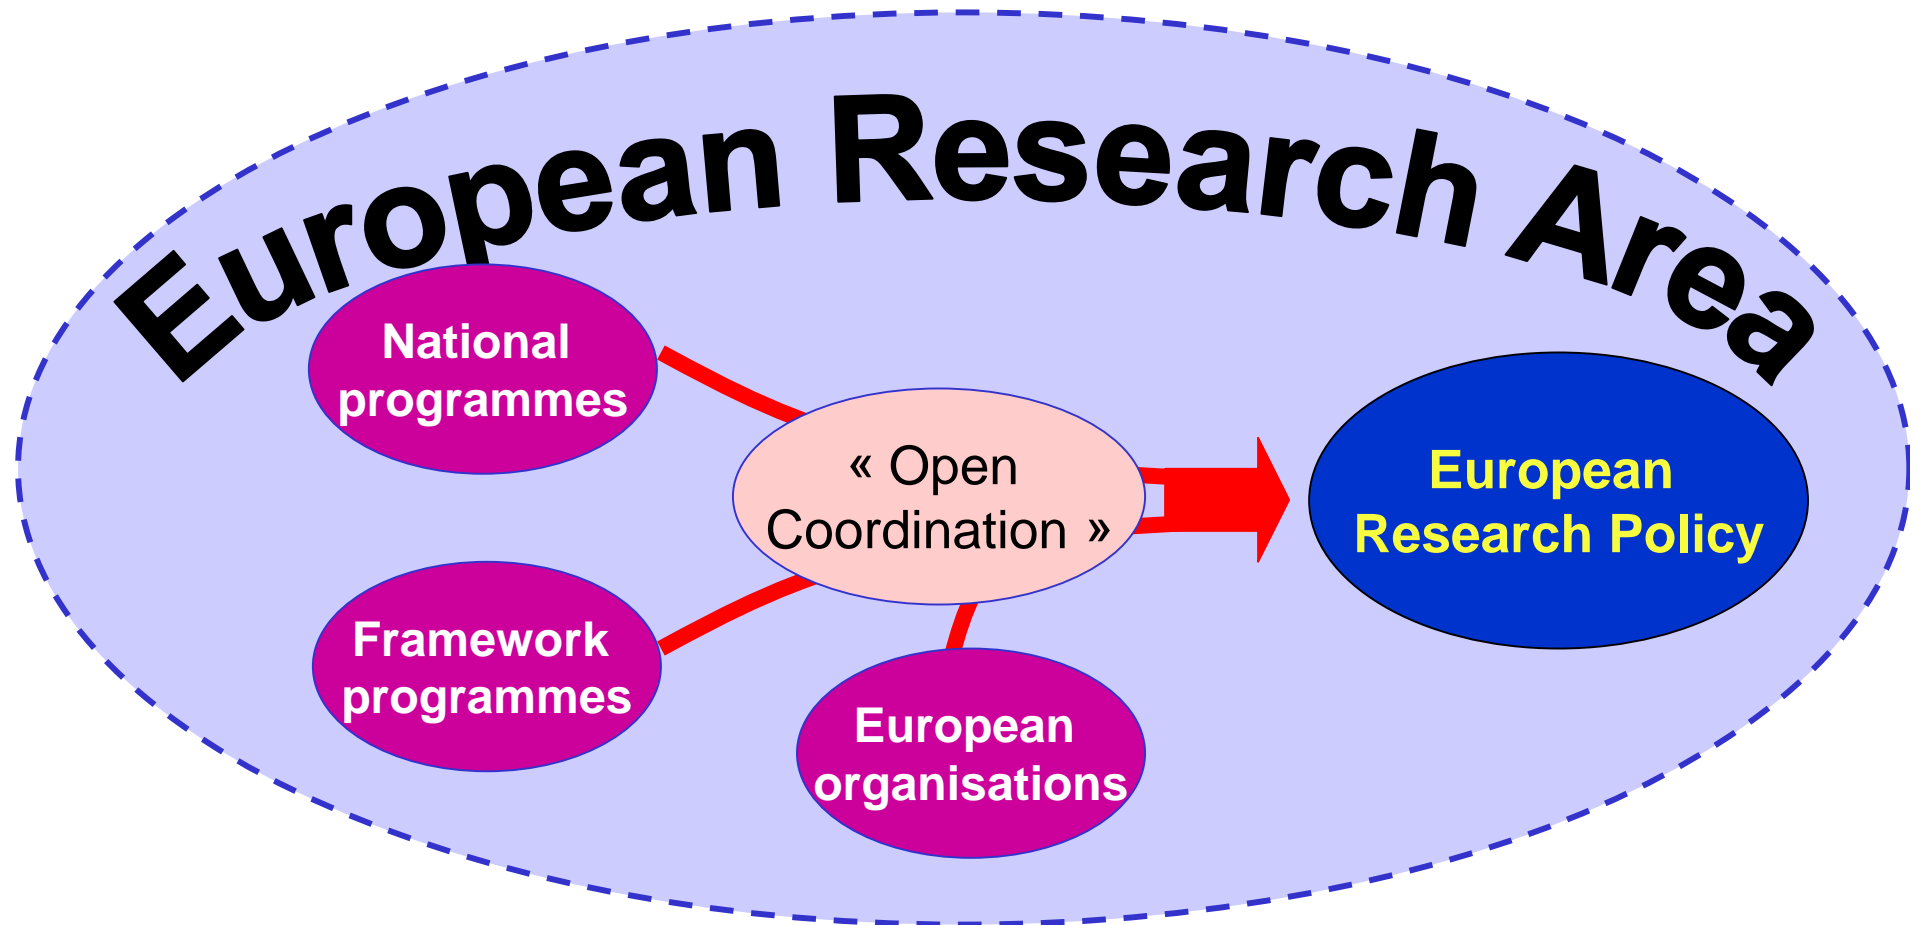 European Research Area
National
programmes
« Open
Coordination »
European
Research Policy
Framework
programmes
European
organisations